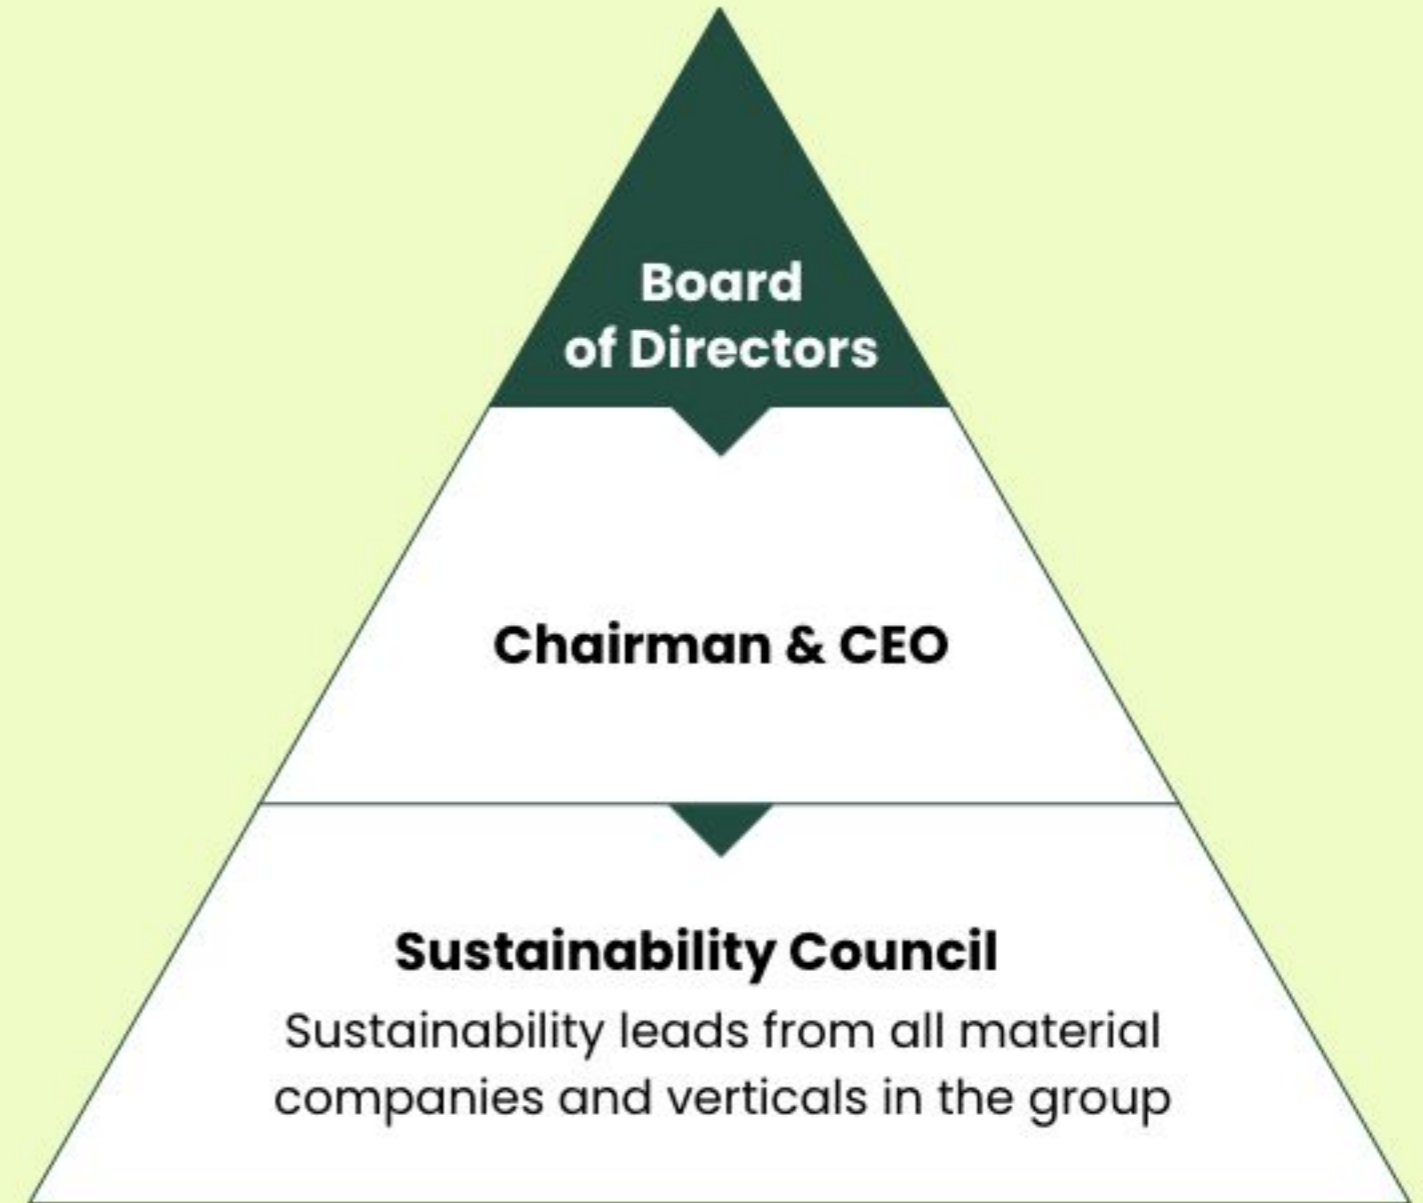 Board
of Directors
Chairman & CEO
Sustainability Council
Sustainability leads from all material
companies and verticals in the group